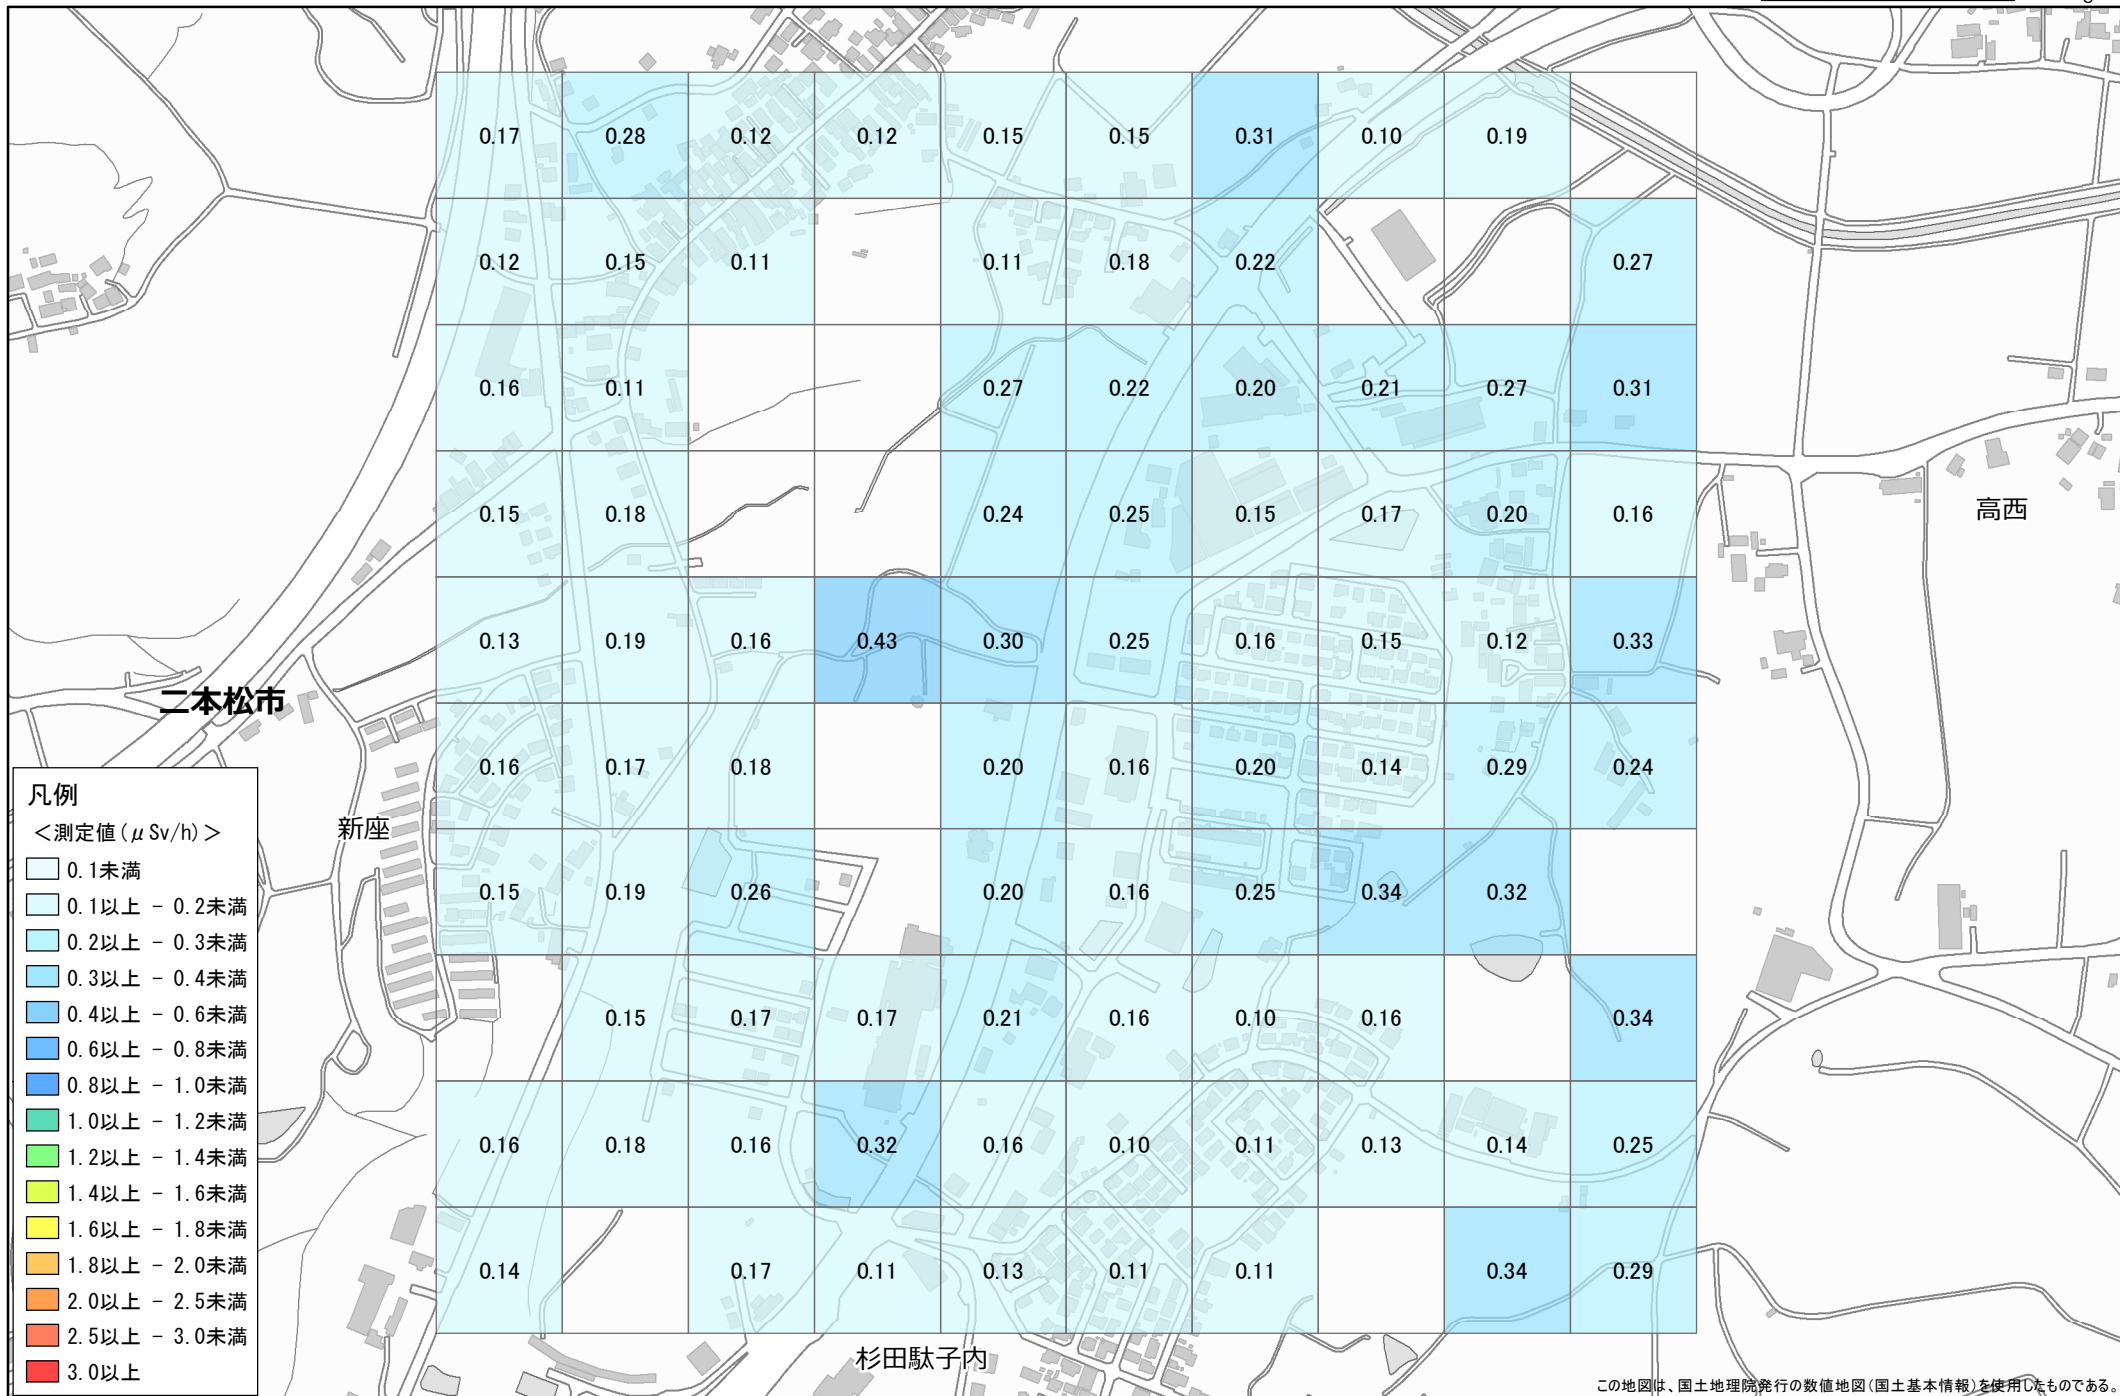 0.17 0.28 0.12 0.12 0.15 0.15 0.31 0.10 0.19
0.12 0.15 0.11 0.11 0.18 0.22 0.27
0.16 0.11 0.27 0.22 0.20 0.21 0.27 0.31
0.15 0.18 0.24 0.25 0.15 0.17 0.20 0.16
高西
0.13 0.19 0.16 0.43 0.30 0.25 0.16 0.15 0.12 0.33
二本松市
0.16 0.17 0.18 0.20 0.16 0.20 0.14 0.29 0.24
新座
0.15 0.19 0.26 0.20 0.16 0.25 0.34 0.32
0.15 0.17 0.17 0.21 0.16 0.10 0.16 0.34
0.16 0.18 0.16 0.32 0.16 0.10 0.11 0.13 0.14 0.25
0.14 0.17 0.11 0.13 0.11 0.11 0.34 0.29
杉田駄子内
凡例
＜測定値(μSv/h)＞
0.1未満
0.1以上 － 0.2未満
0.2以上 － 0.3未満
0.3以上 － 0.4未満
0.4以上 － 0.6未満
0.6以上 － 0.8未満
0.8以上 － 1.0未満
1.0以上 － 1.2未満
1.2以上 － 1.4未満
1.4以上 － 1.6未満
1.6以上 － 1.8未満
1.8以上 － 2.0未満
2.0以上 － 2.5未満
2.5以上 － 3.0未満
3.0以上
この地図は、国土地理院発行の数値地図(国土基本情報)を使用したものである。